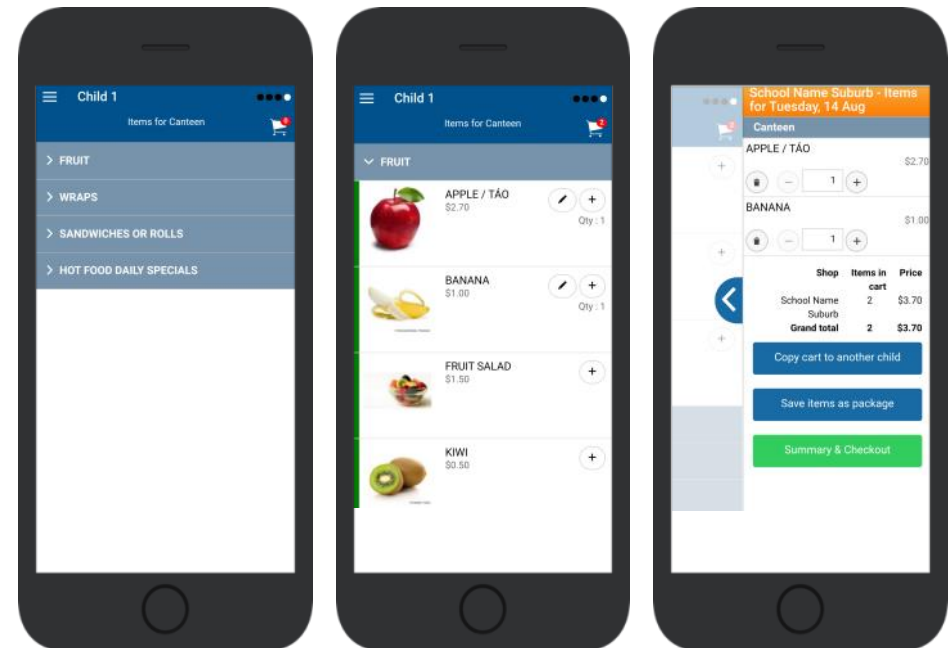 Child 1
Items for Canteen
FRUIT
WRAPS
SANDWICHES OR ROLLS
HOT FOOD DAILY SPECIALS
Child 1
Items for Canteen
2
FRUIT
APPLE / TÁO
$2.70
Qty : 1
BANANA
$1.00
Qty : 1
FRUIT SALAD
$1.50
KIWI
$0.50
School Name Suburb - Items
for Tuesday, 14 Aug
2
Canteen
APPLE / TÁO
$2.70
1
BANANA
$1.00
1
Shop Items in Price
cart
School Name 2 $3.70
Suburb
Grand total 2 $3.70
Copy cart to another child
Save items as package
Summary & Checkout